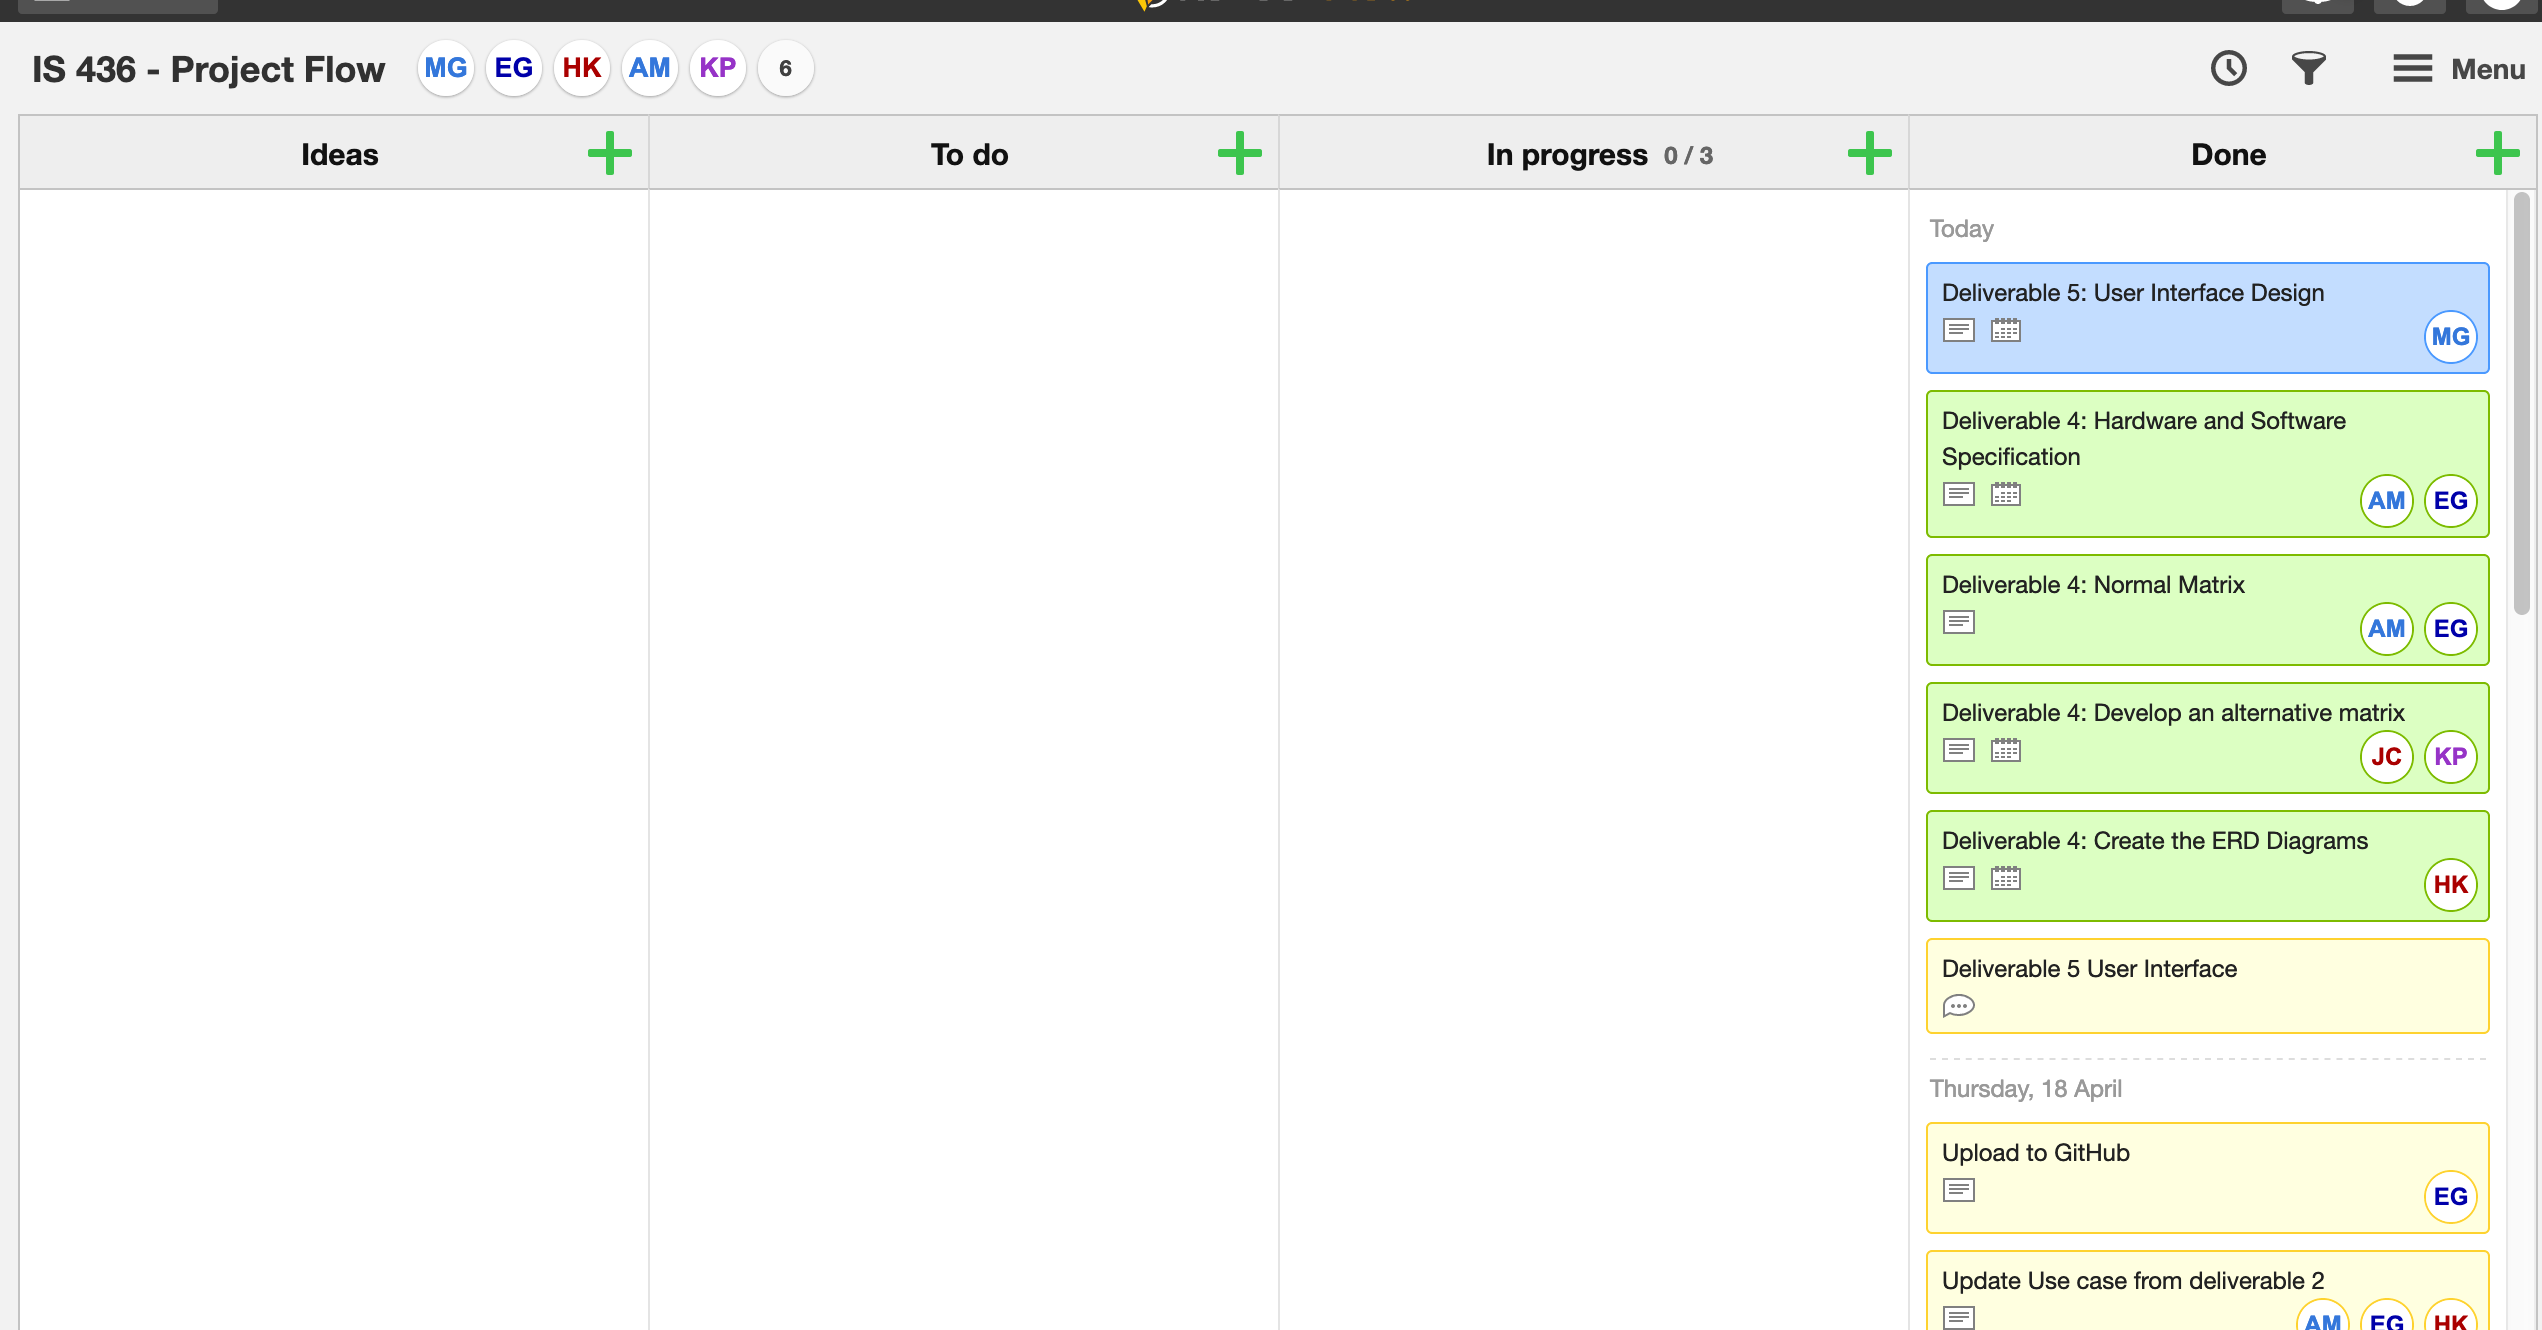 IS 436 - Project Flow MG EG HK AM KP 6 Menu
Ideas To do In progress 0 / 3 Done
Today
Deliverable 5: User Interface Design
MG
Deliverable 4: Hardware and Software
Specification
AM EG
Deliverable 4: Normal Matrix
AM EG
Deliverable 4: Develop an alternative matrix
JC KP
Deliverable 4: Create the ERD Diagrams
HK
Deliverable 5 User Interface
Thursday, 18 April
Upload to GitHub
EG
Update Use case from deliverable 2
AM EG HK